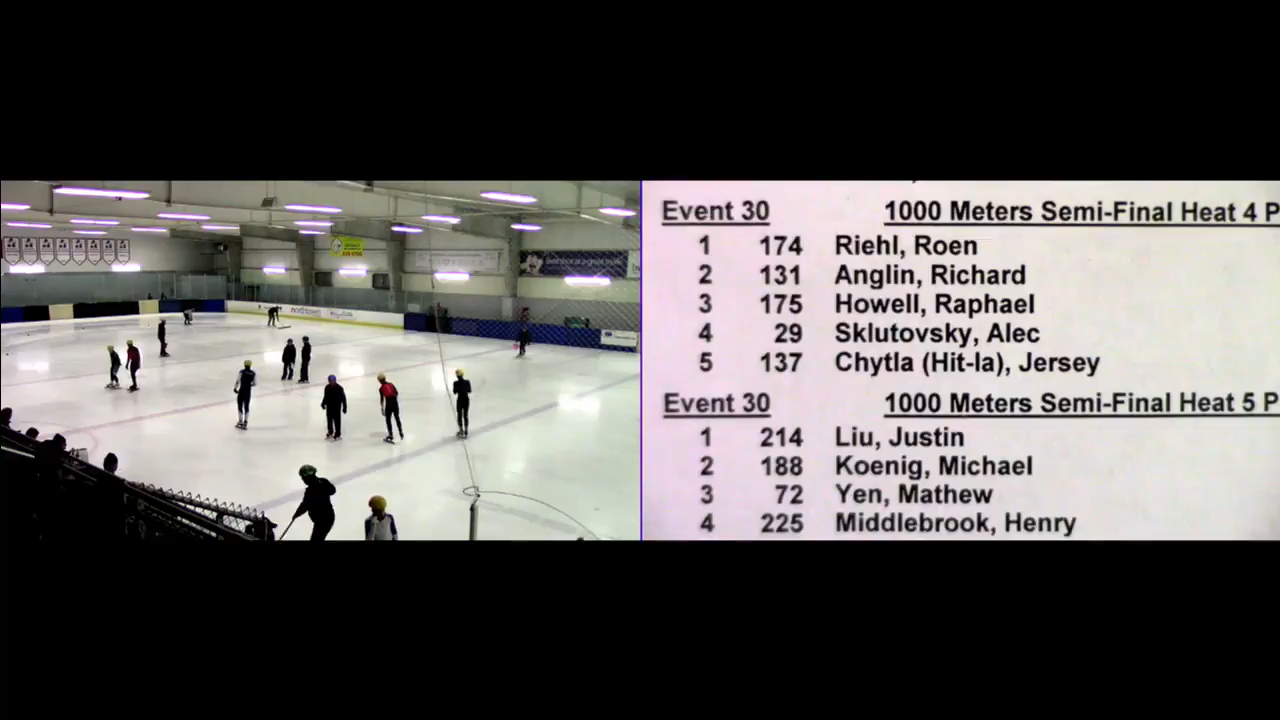 northtown
Event 30 1000 Meters Semi-Final Heat 4 P
1 174 Riehl, Roen
2 131 Anglin, Richard
3 175 Howell, Raphael
4 29 Sklutovsky, Alec
5 137 Chytla (Hit-la), Jersey
Event 30 1000 Meters Semi-Final Heat 5 P
1 214 Liu, Justin
2 188 Koenig, Michael
3 72 Yen, Mathew
4 225 Middlebrook, Henry